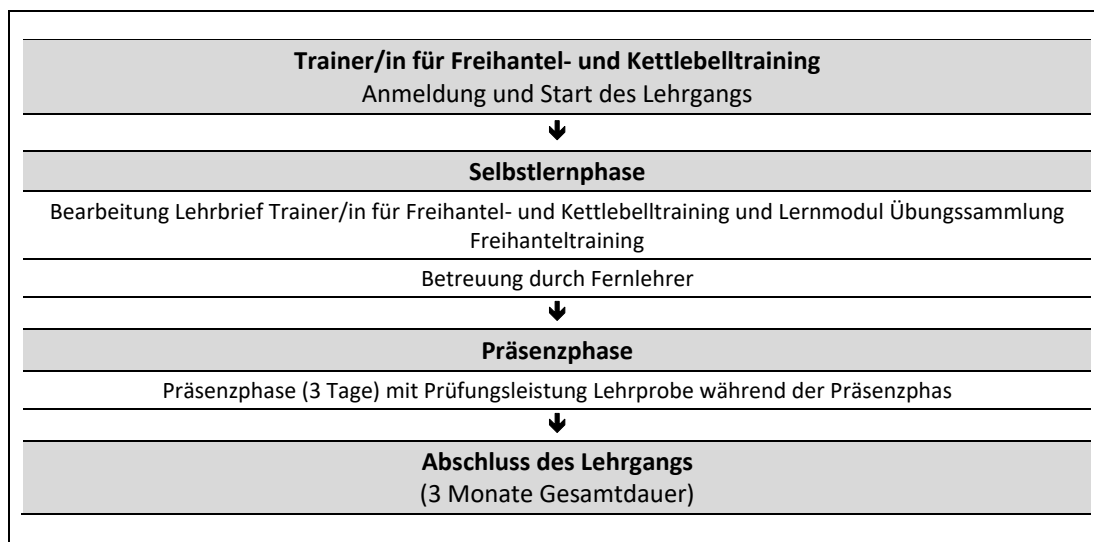 Trainer/in für Freihantel- und Kettlebelltraining
Anmeldung und Start des Lehrgangs
🡻
Selbstlernphase
Bearbeitung Lehrbrief Trainer/in für Freihantel- und Kettlebelltraining und Lernmodul Übungssammlung
Freihanteltraining
Betreuung durch Fernlehrer
🡻
Präsenzphase
Präsenzphase (3 Tage) mit Prüfungsleistung Lehrprobe während der Präsenzphas
🡻
Abschluss des Lehrgangs
(3 Monate Gesamtdauer)